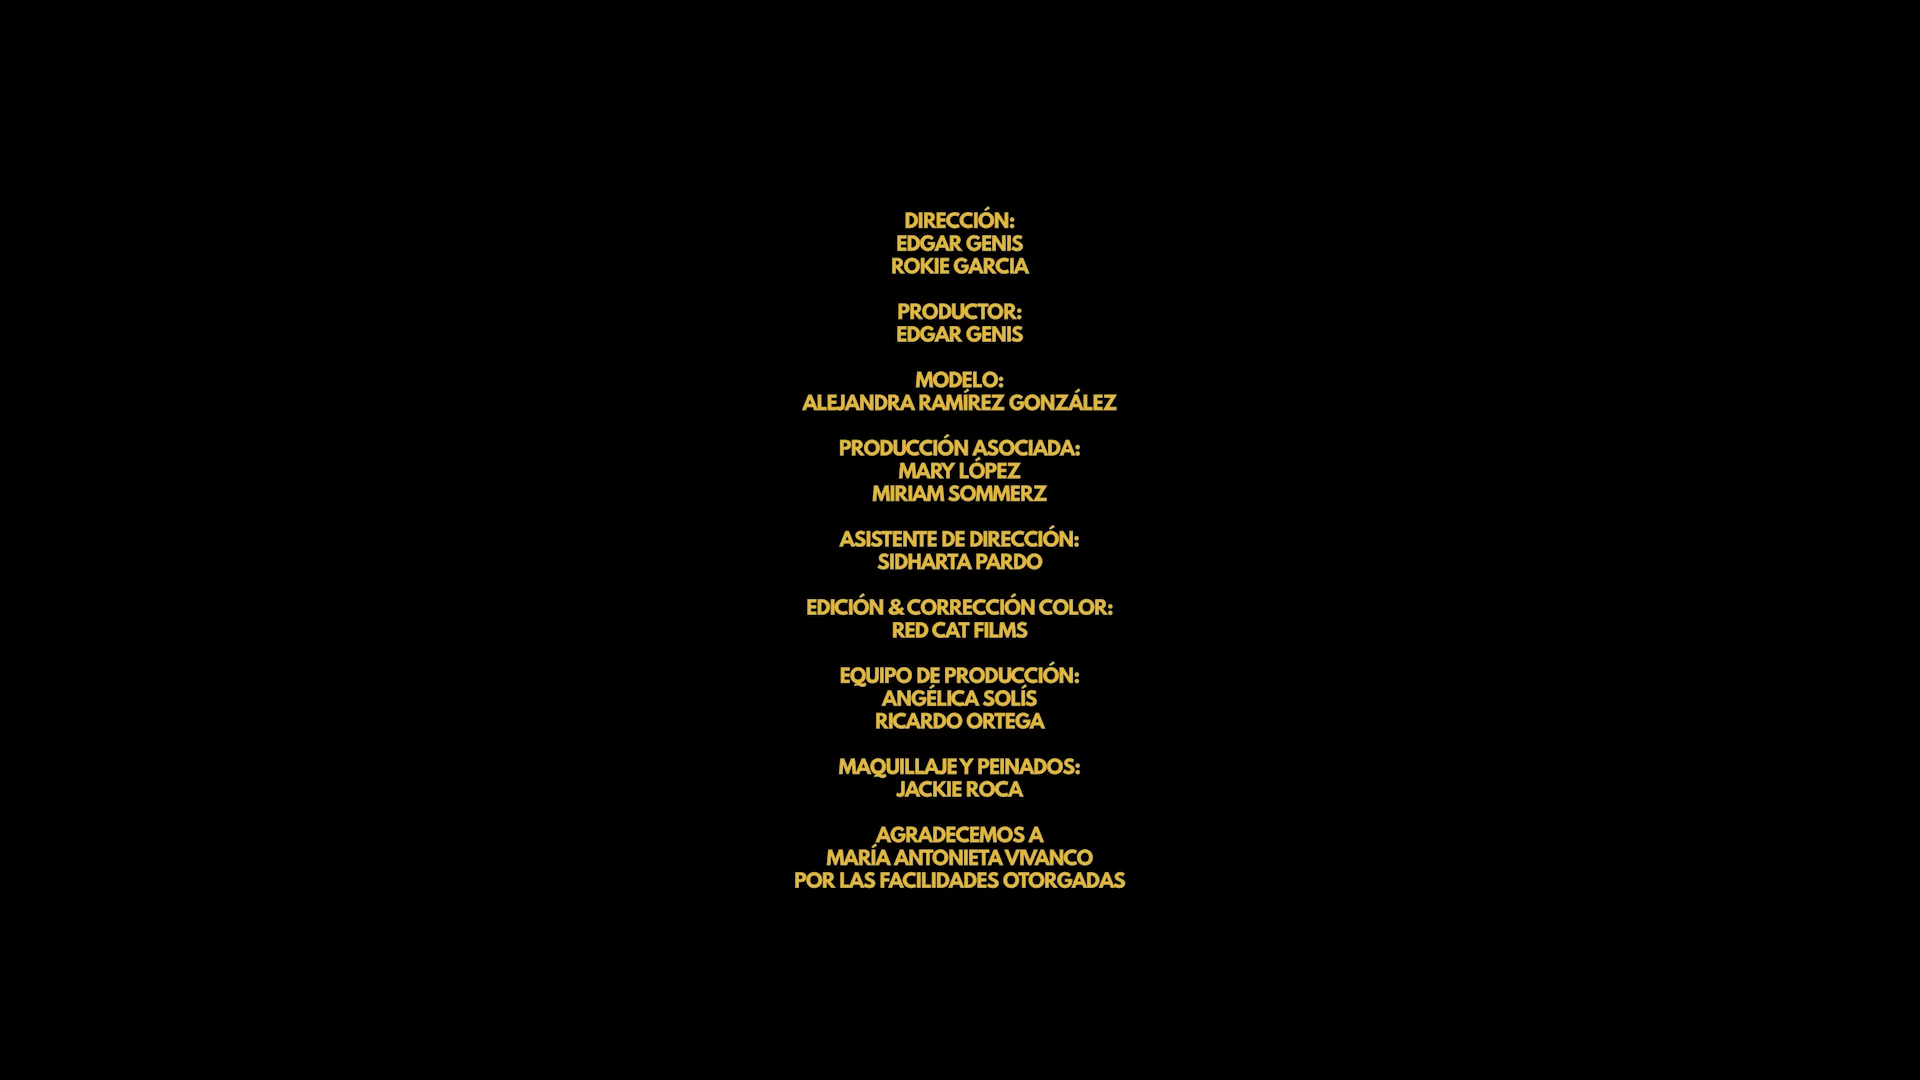 DIRECCIÓN:
EDGAR GENIS
ROKIE GARCIA
PRODUCTOR:
EDGAR GENIS
MODELO:
ALEJANDRA RAMÍREZ GONZÁLEZ
PRODUCCIÓN ASOCIADA:
MARY LÓPEZ
MIRIAM SOMMERZ
ASISTENTE DE DIRECCIÓN:
SIDHARTA PARDO
EDICIÓN & CORRECCIÓN COLOR:
RED CAT FILMS
EQUIPO DE PRODUCCIÓN:
ANGÉLICA SOLÍS
RICARDO ORTEGA
MAQUILLAJE Y PEINADOS:
JACKIE ROCA
AGRADECEMOS A
MARÍA ANTONIETA VIVANCO
POR LAS FACILIDADES OTORGADAS